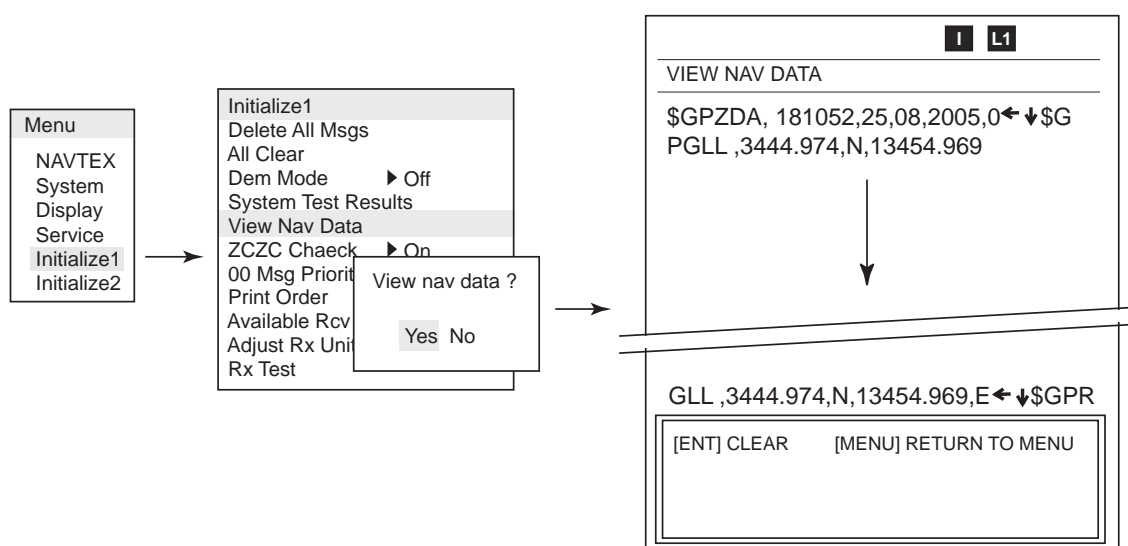 Menu
NAVTEX
System
Display
Service
Initialize1
Initialize2
Initialize1
Delete All Msgs
All Clear
Dem Mode ▶ Off
System Test Results
View Nav Data
ZCZC Chaeck ▶ On
00 Msg Priorit
Print Order
Available Rcv
Adjust Rx Unit
Rx Test
View nav data ?
Yes No
I L1
VIEW NAV DATA
$GPZDA, 181052,25,08,2005,0←↓$G
PGLL ,3444.974,N,13454.969
GLL ,3444.974,N,13454.969,E←↓$GPR
[ENT] CLEAR [MENU] RETURN TO MENU